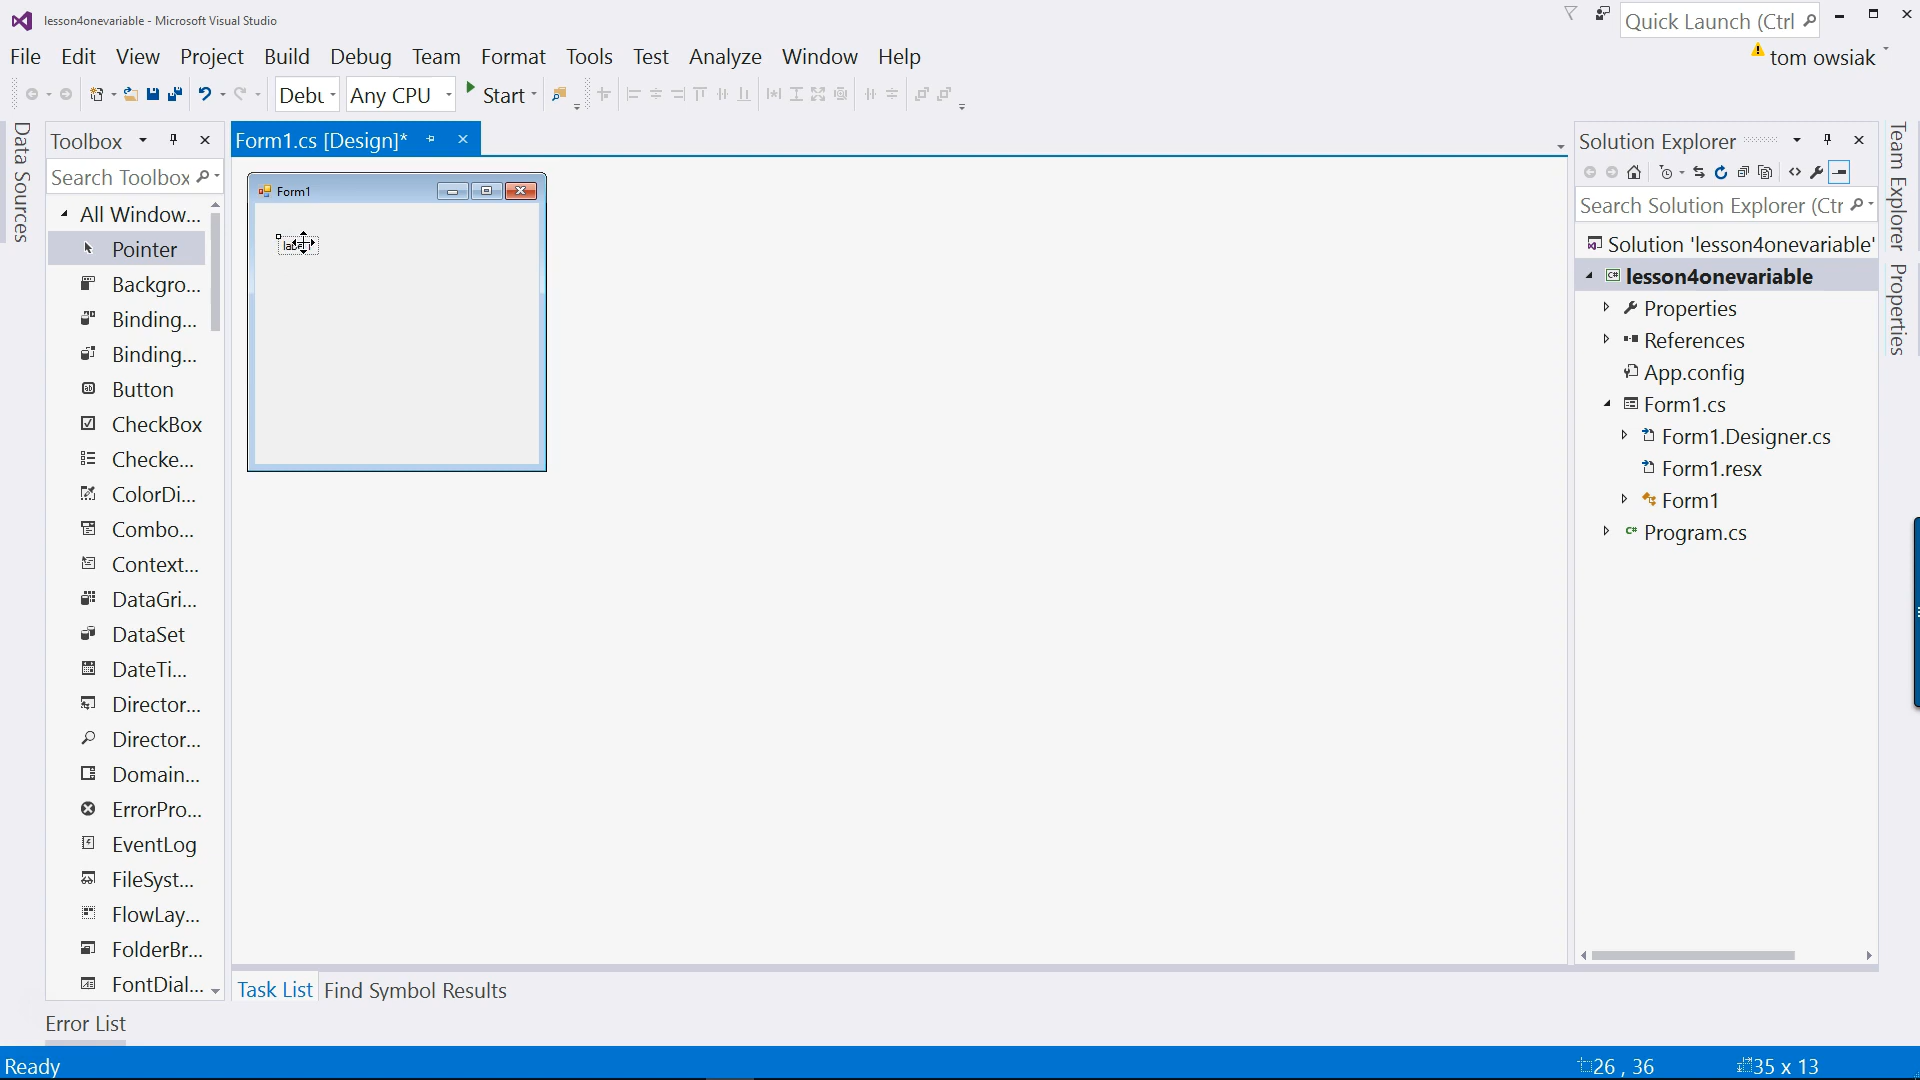 lesson4onevariable - Microsoft Visual Studio
Quick Launch (Ctrl
File Edit View Project Build Debug Team Format Tools Test Analyze Window Help
tom owsiak
Debu Any CPU Start
Data Sources
Toolbox
Search Toolbox
All Window...
Pointer
Backgro...
Binding...
Binding...
Button
CheckBox
Checke...
ColorDi...
Combo...
Context...
DataGri...
DataSet
DateTi...
Director...
Director...
Domain...
ErrorPro...
EventLog
FileSyst...
FlowLay...
FolderBr...
FontDial...
Form1.cs [Design]*
Form1
Solution Explorer
Search Solution Explorer (Ctr
Solution 'lesson4onevariable'
lesson4onevariable
Properties
References
App.config
Form1.cs
Form1.Designer.cs
Form1.resx
Form1
Program.cs
Team Explorer
Properties
Task List Find Symbol Results
Error List
Ready
26 , 36
35 x 13